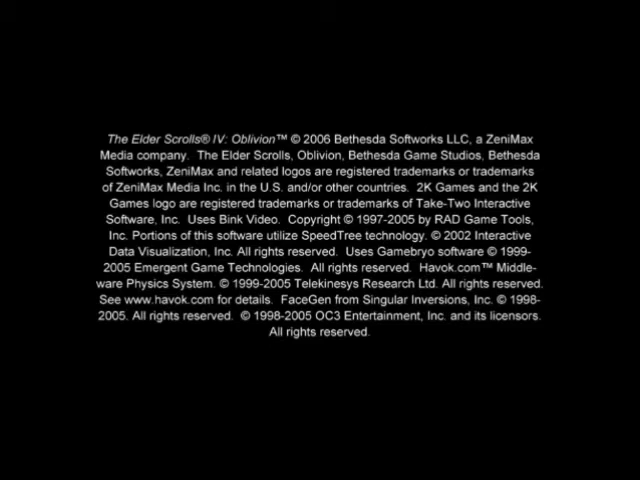 The Elder Scrolls® IV: Oblivion™ © 2006 Bethesda Softworks LLC, a ZeniMax
Media company.  The Elder Scrolls, Oblivion, Bethesda Game Studios, Bethesda
Softworks, ZeniMax and related logos are registered trademarks or trademarks
of ZeniMax Media Inc. in the U.S. and/or other countries.  2K Games and the 2K
Games logo are registered trademarks or trademarks of Take-Two Interactive
Software, Inc.  Uses Bink Video.  Copyright © 1997-2005 by RAD Game Tools,
Inc. Portions of this software utilize SpeedTree technology. © 2002 Interactive
Data Visualization, Inc. All rights reserved.  Uses Gamebryo software © 1999-
2005 Emergent Game Technologies.  All rights reserved.  Havok.com™ Middle-
ware Physics System. © 1999-2005 Telekinesys Research Ltd. All rights reserved.
See www.havok.com for details.  FaceGen from Singular Inversions, Inc. © 1998-
2005. All rights reserved.  © 1998-2005 OC3 Entertainment, Inc. and its licensors.
All rights reserved.